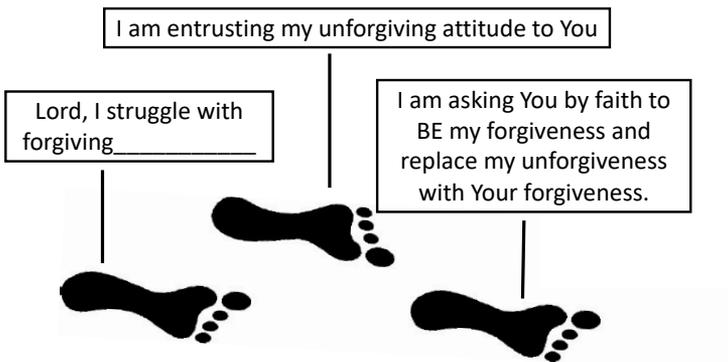 I am entrusting my unforgiving attitude to You
Lord, I struggle with
forgiving___________
I am asking You by faith to
BE my forgiveness and
replace my unforgiveness
with Your forgiveness.